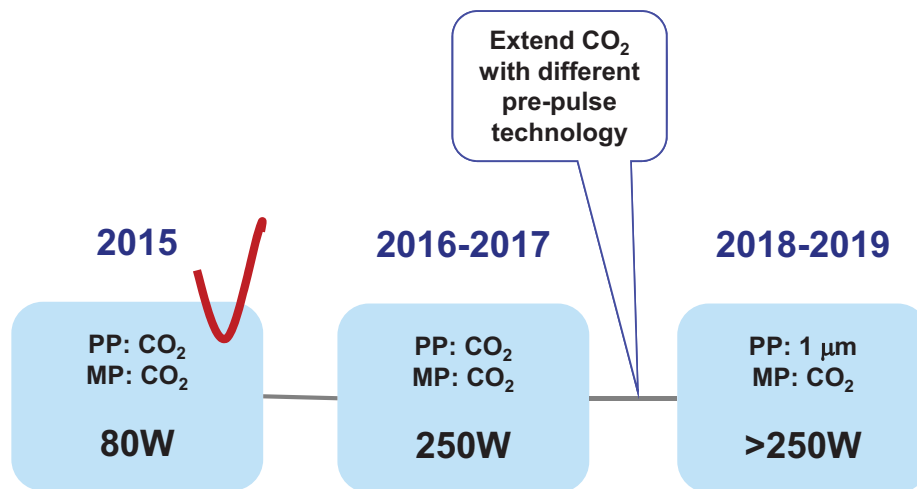 Extend CO₂
with different
pre-pulse
technology
2015
2016-2017
2018-2019
PP: CO₂
MP: CO₂
80W
PP: CO₂
MP: CO₂
250W
PP: 1 μm
MP: CO₂
>250W